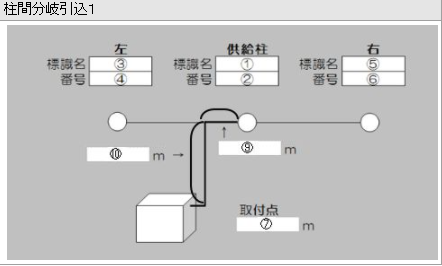 柱間分岐引込1
左 供給柱 右
標識名 ③ 標識名 ① 標識名 ⑤
番号 ④ 番号 ② 番号 ⑥
⑩ m → ↑ ⑨ m
取付点
⑦ m